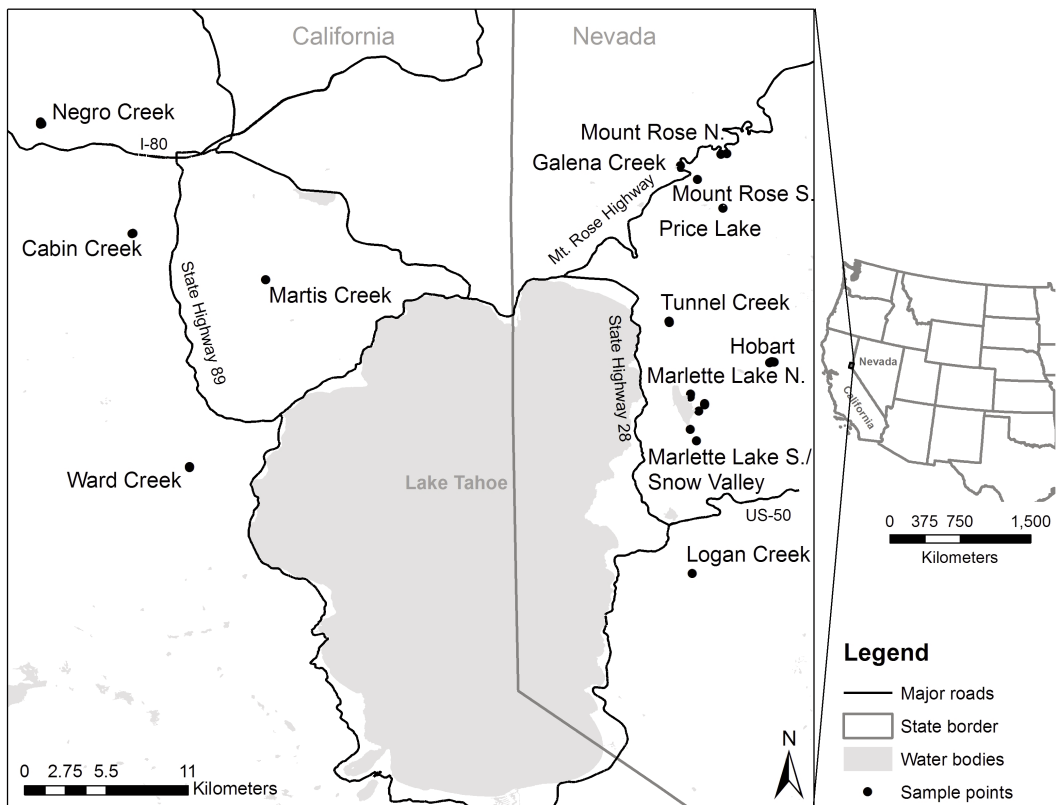 California
Nevada
Negro Creek
I-80
Mount Rose N.
Galena Creek
Mt. Rose Highway
Mount Rose S.
Price Lake
Cabin Creek
State Highway 89
Martis Creek
Tunnel Creek
State Highway 28
Hobart
Marlette Lake N.
Marlette Lake S./
Snow Valley
Ward Creek
Lake Tahoe
US-50
Logan Creek
0 2.75 5.5 11
Kilometers
N
Nevada
California
0 375 750 1,500
Kilometers
Legend
Major roads
State border
Water bodies
Sample points